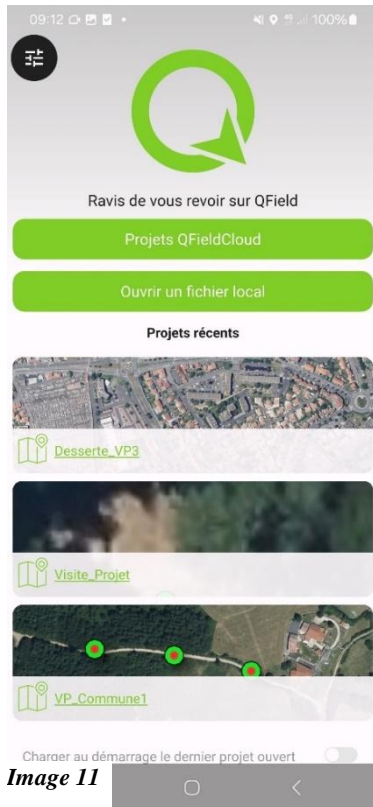 09:12
100%
Ravis de vous revoir sur QField
Projets QFieldCloud
Ouvrir un fichier local
Projets récents
Desserte_VP3
Visite_Projet
VP_Commune1
Charger au démarrage le dernier projet ouvert
Image 11